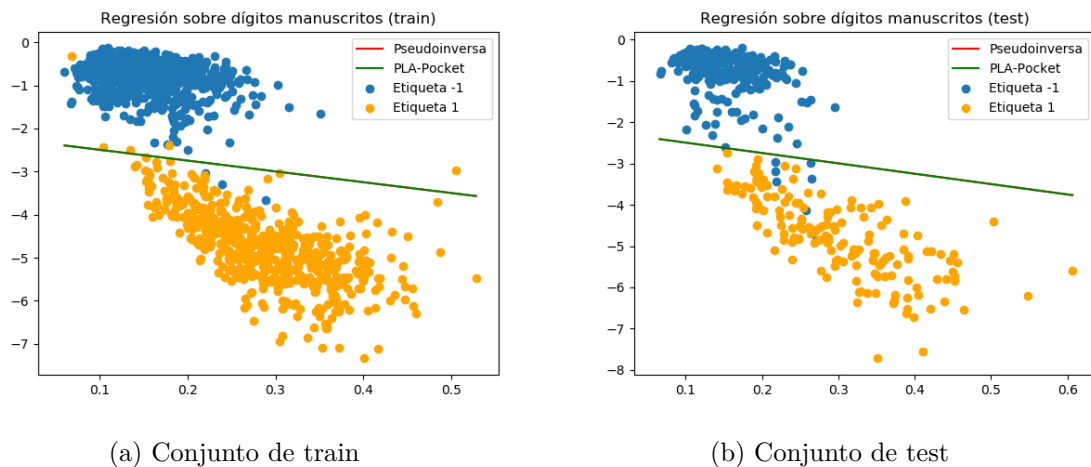 Regresión sobre dígitos manuscritos (train)
0
-1
-2
-3
-4
-5
-6
-7
0.1 0.2 0.3 0.4 0.5
Pseudoinversa
PLA-Pocket
Etiqueta -1
Etiqueta 1
(a) Conjunto de train
Regresión sobre dígitos manuscritos (test)
0
-1
-2
-3
-4
-5
-6
-7
-8
0.1 0.2 0.3 0.4 0.5 0.6
Pseudoinversa
PLA-Pocket
Etiqueta -1
Etiqueta 1
(b) Conjunto de test